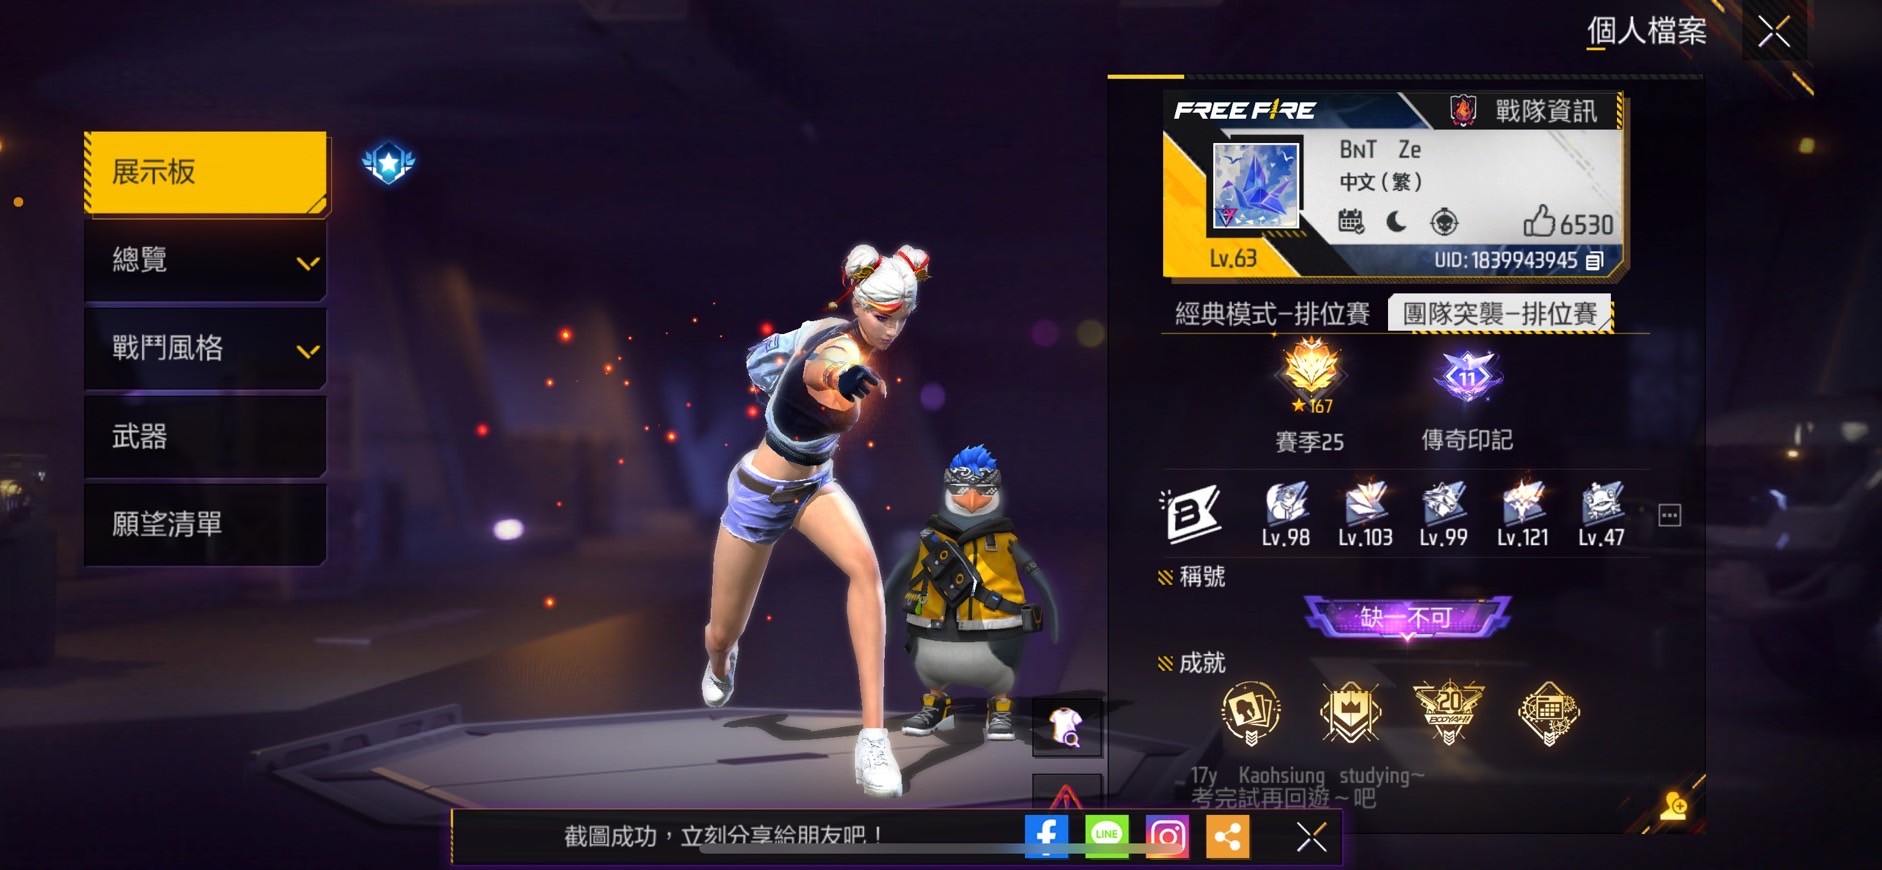 個人檔案
展示板
總覽
戰鬥風格
武器
願望清單
FREE FIRE
戰隊資訊
BNT Ze
中文(繁)
6530
Lv.63
UID:1839943945
經典模式-排位賽
團隊突襲-排位賽
167
11
賽季25
傳奇印記
B
Lv.98
Lv.103
Lv.99
Lv.121
Lv.47
稱號
缺一不可
成就
20
BOOYAH!
17y Kaohsiung studying~
考完試再回遊~吧
截圖成功，立刻分享給朋友吧！
LINE